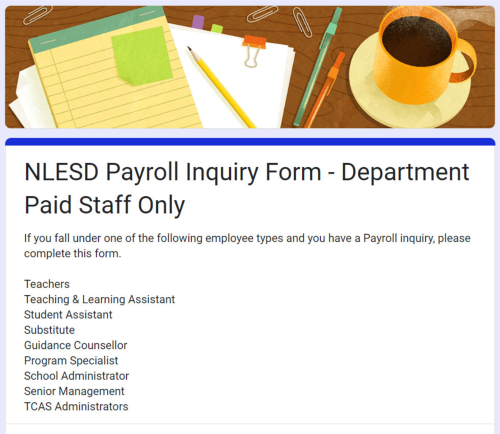 NLESD Payroll Inquiry Form - Department
Paid Staff Only
If you fall under one of the following employee types and you have a Payroll inquiry, please
complete this form.
Teachers
Teaching & Learning Assistant
Student Assistant
Substitute
Guidance Counsellor
Program Specialist
School Administrator
Senior Management
TCAS Administrators